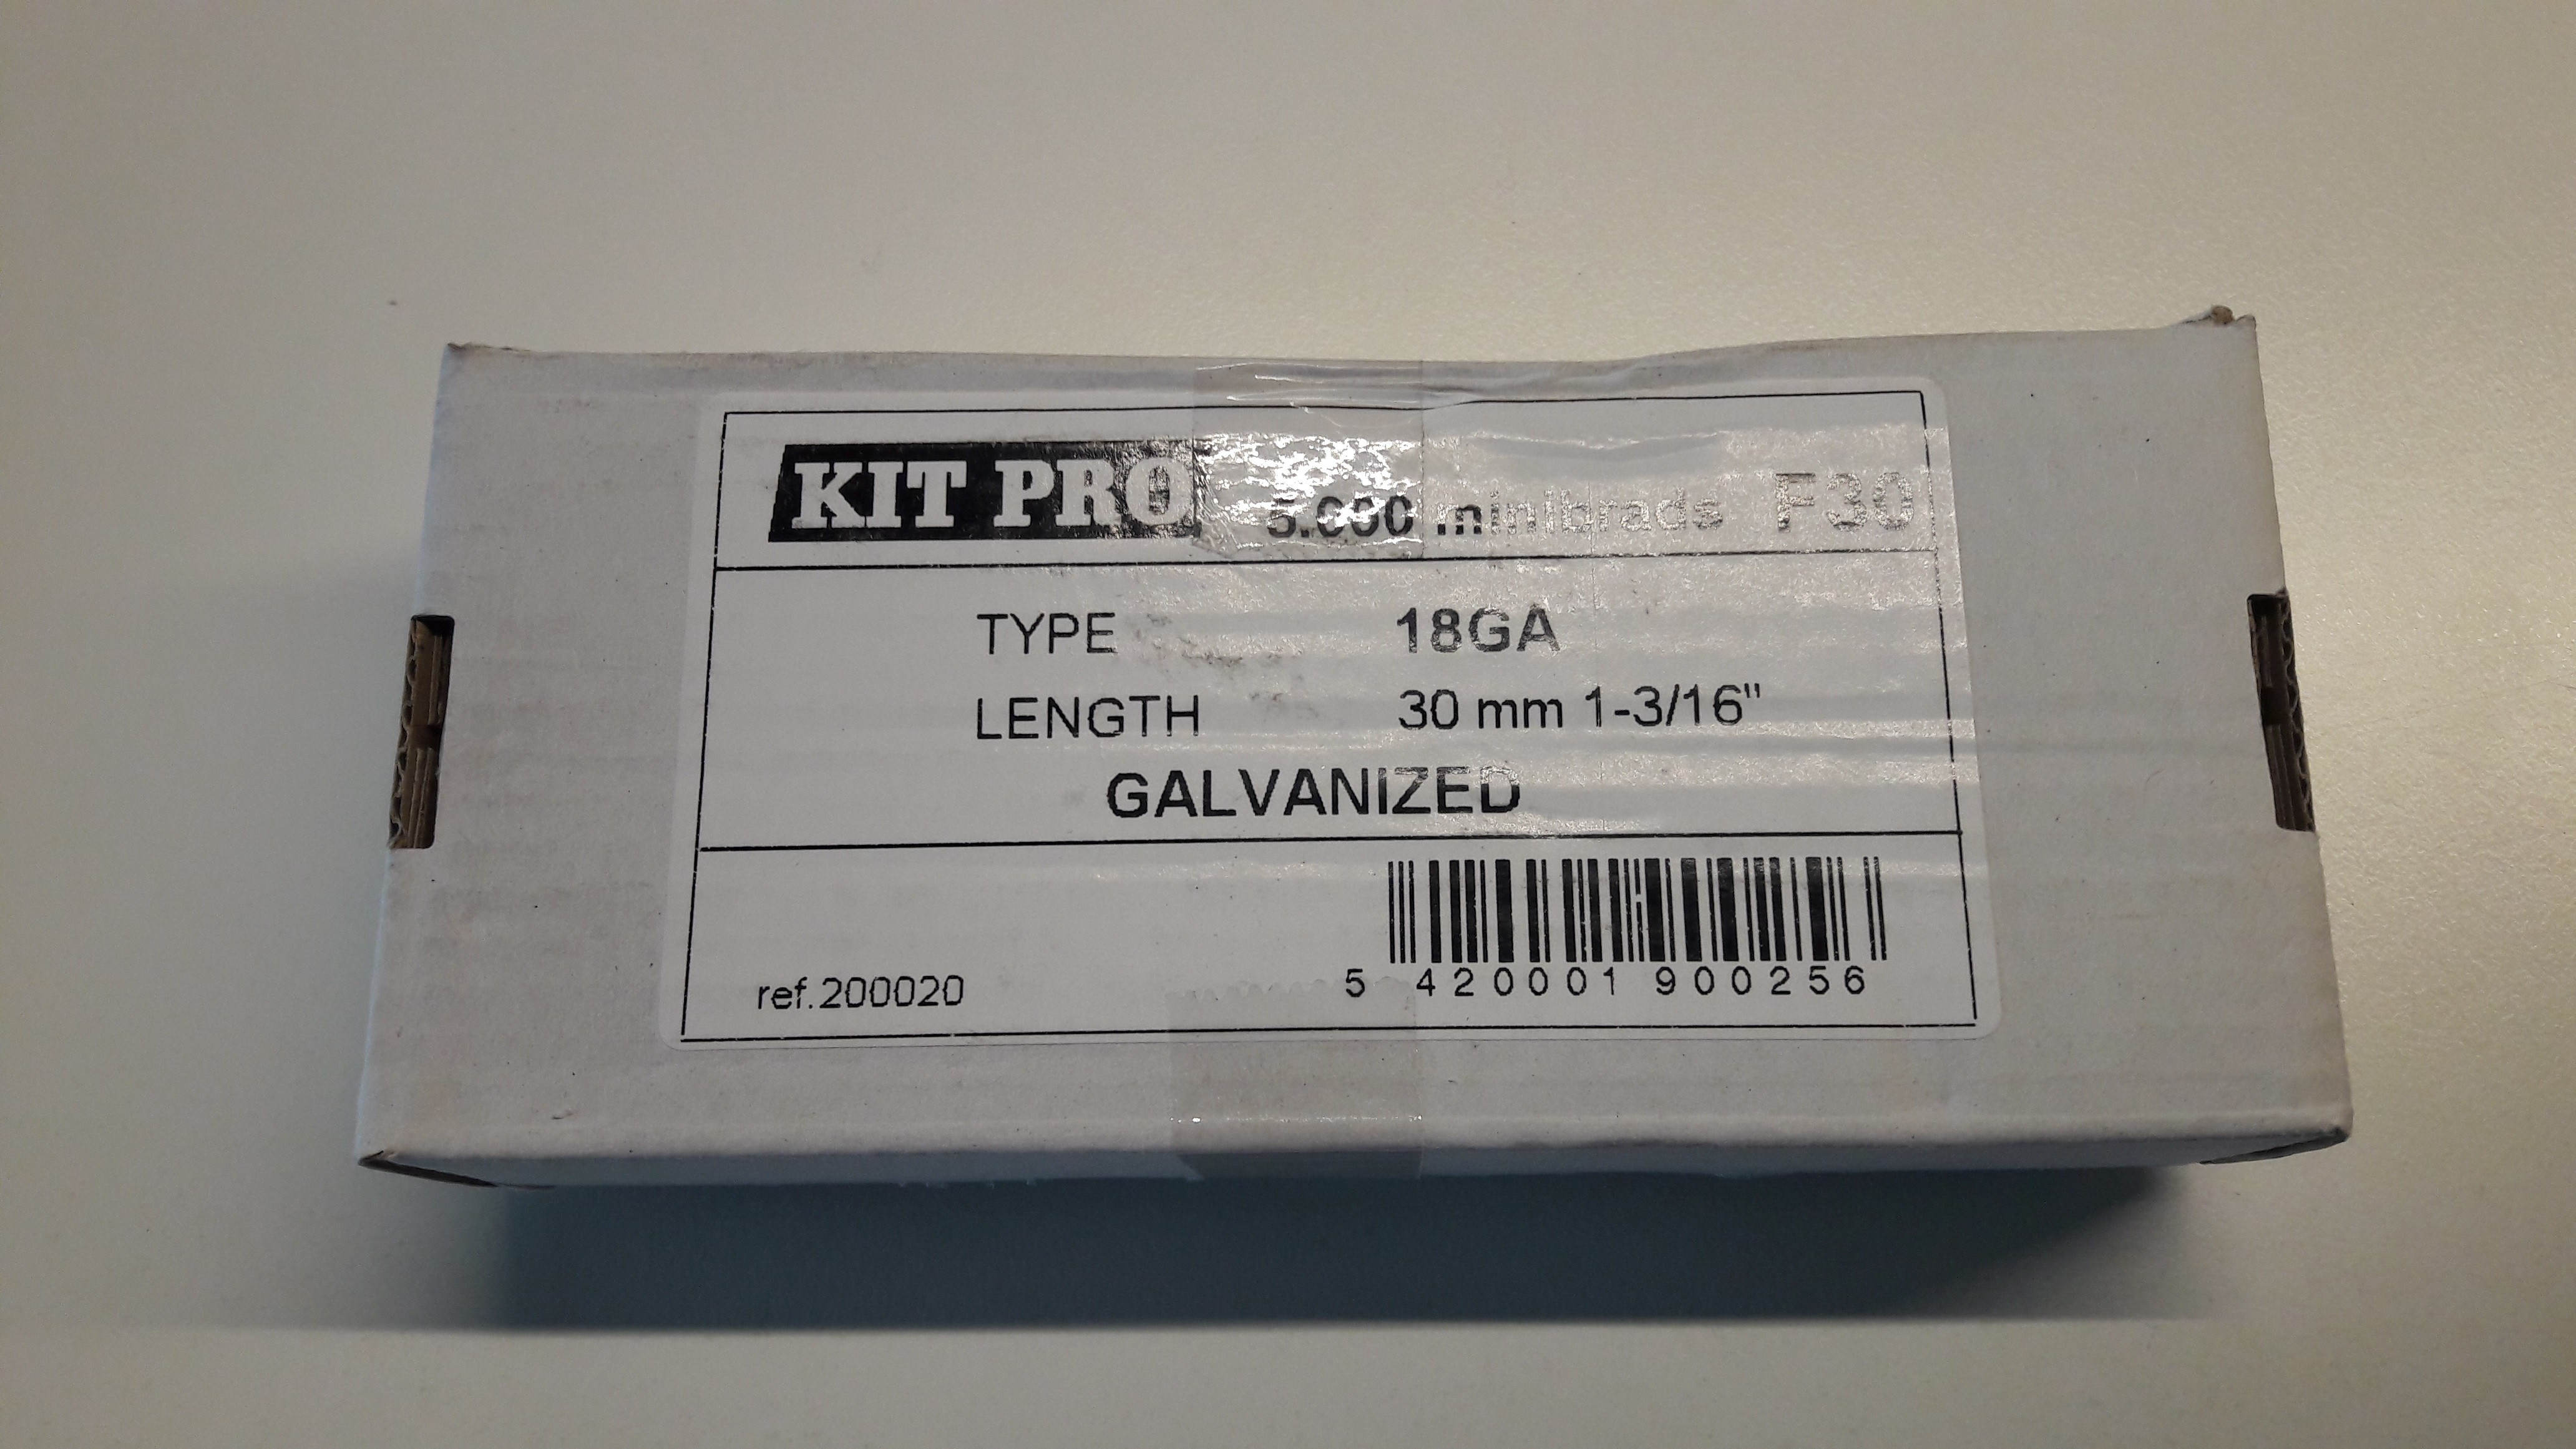 KIT PRO 5.000 minibrads F30
TYPE 18GA
LENGTH 30 mm 1-3/16"
GALVANIZED
ref.200020
5 420001 900256